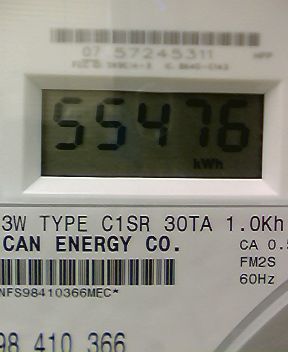 07 57245311
55476
kWh
3W TYPE C1SR 30TA 1.0Kh
CAN ENERGY CO.
CA 0.5
FM2S
60Hz
NFS98410366MEC*
98 410 366